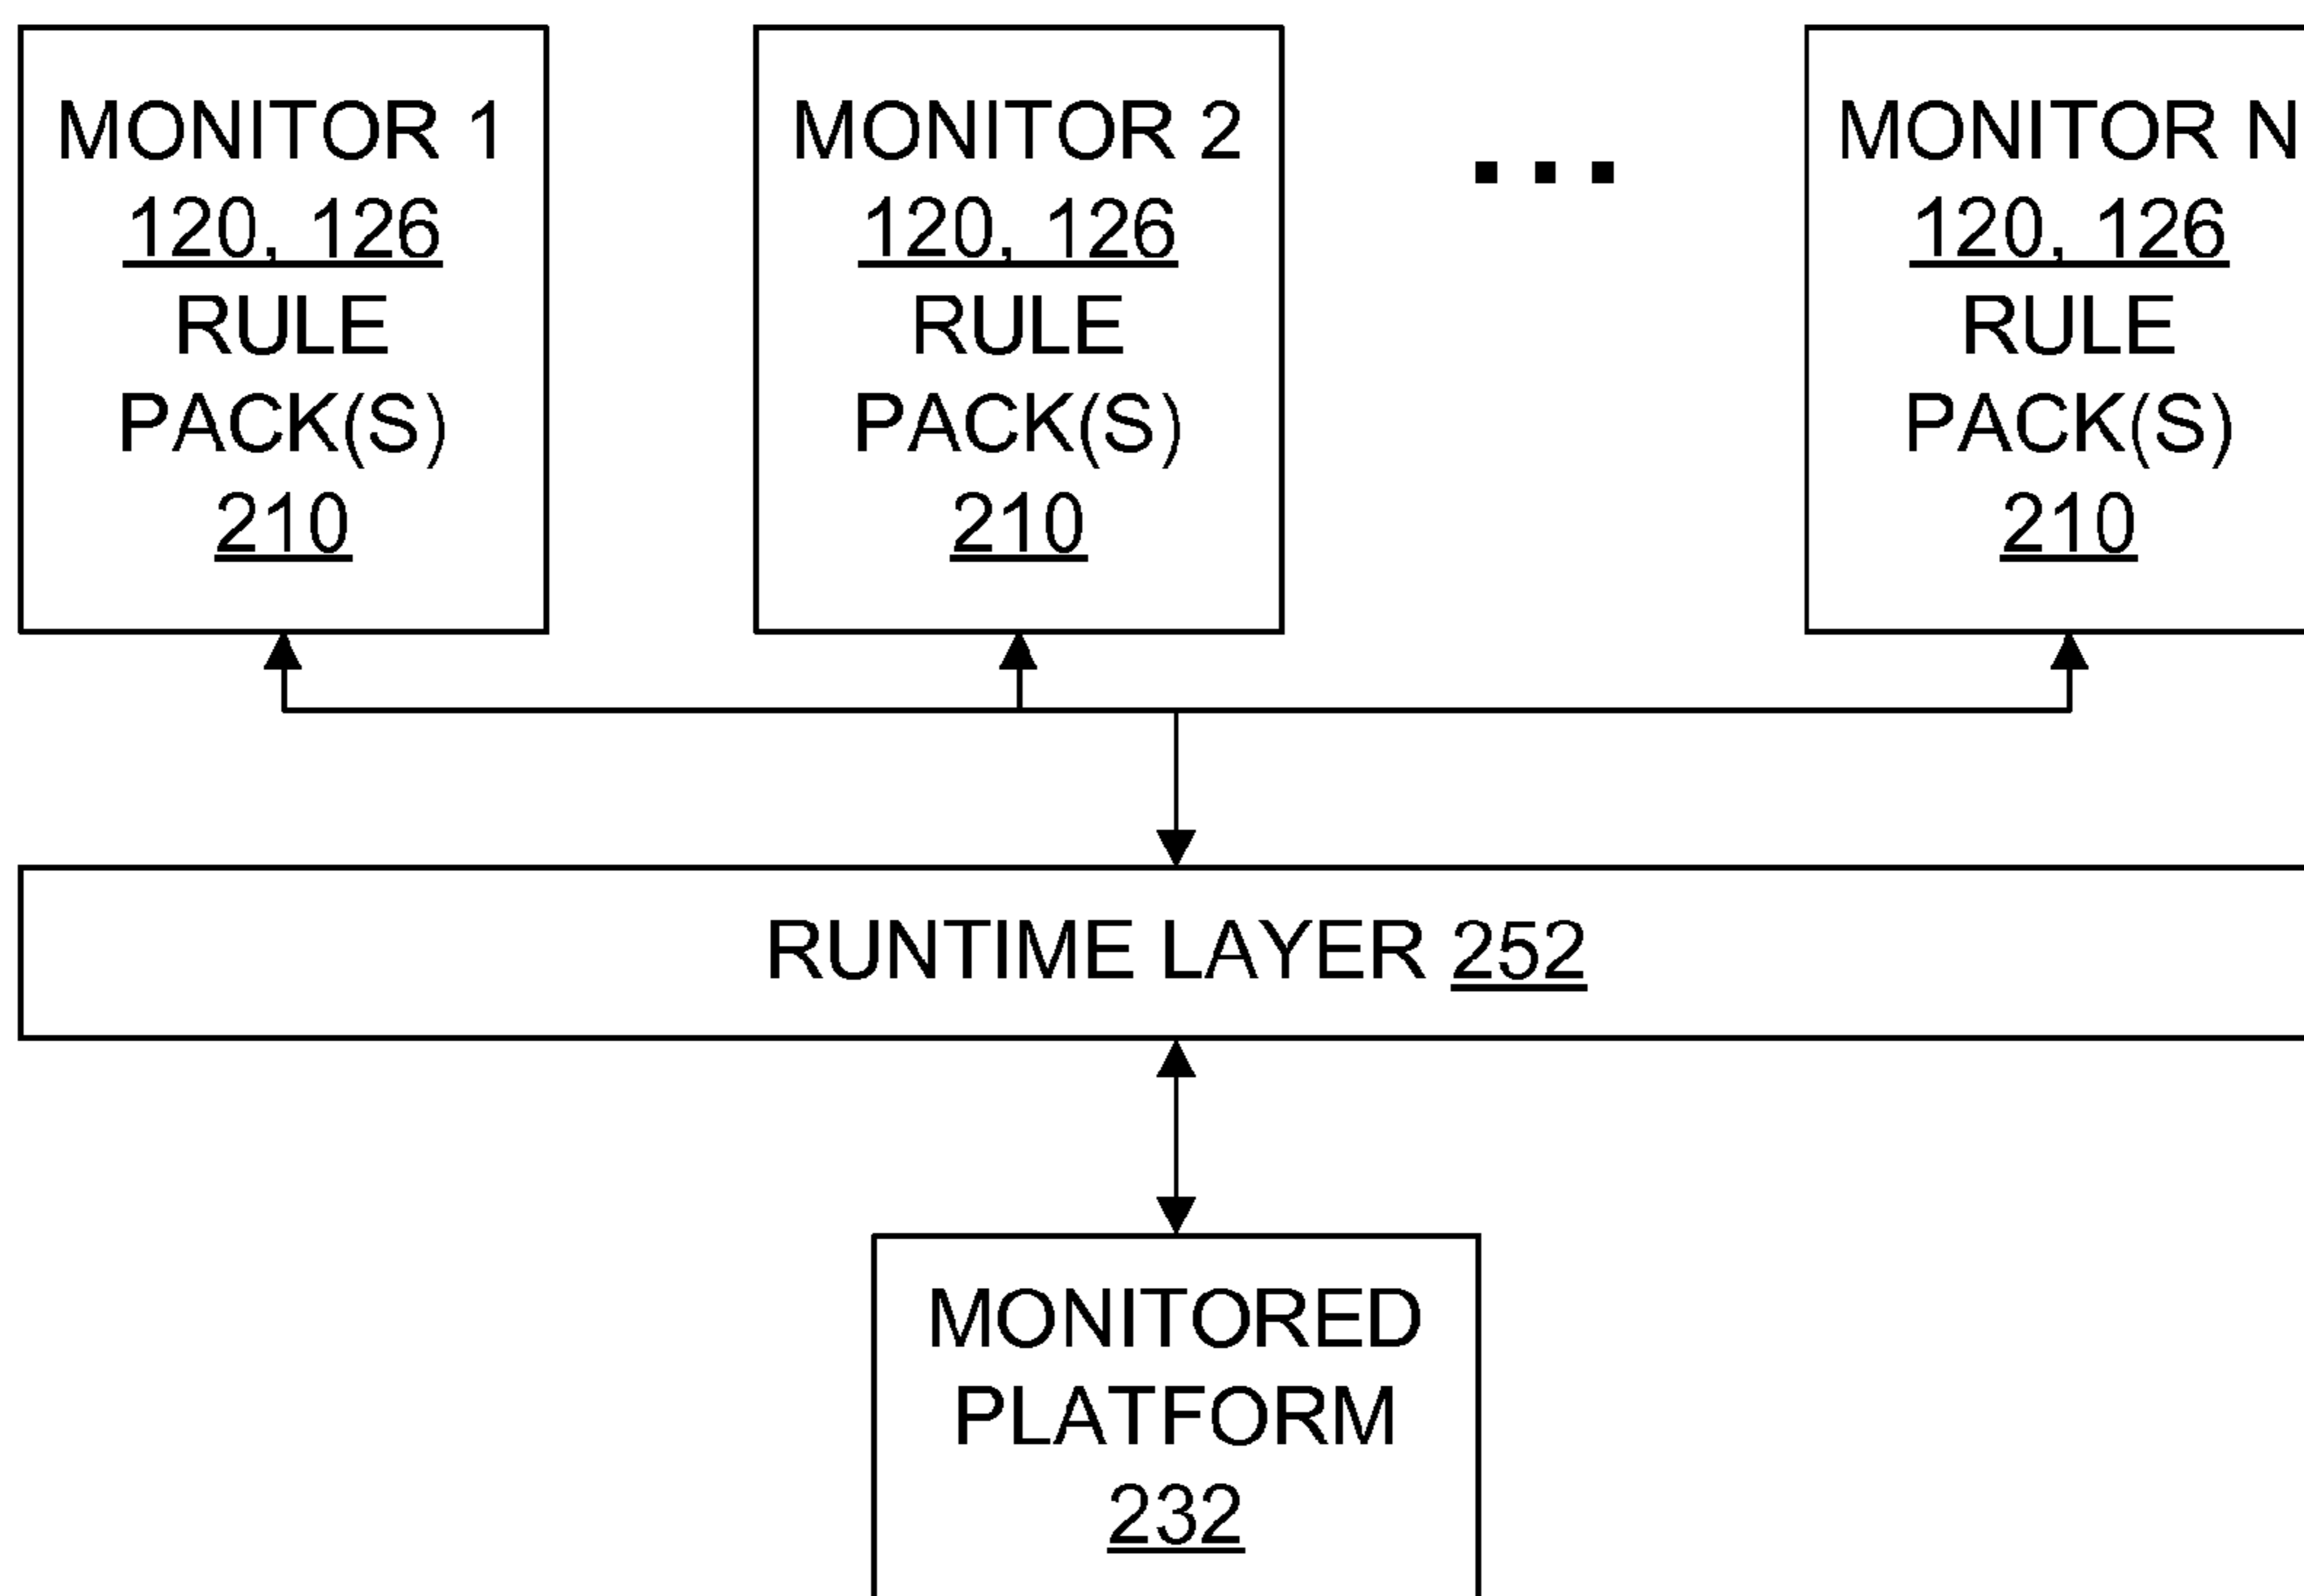 MONITOR 1
120, 126
RULE
PACK(S)
210
MONITOR 2
120, 126
RULE
PACK(S)
210
...
MONITOR N
120, 126
RULE
PACK(S)
210
RUNTIME LAYER 252
MONITORED
PLATFORM
232